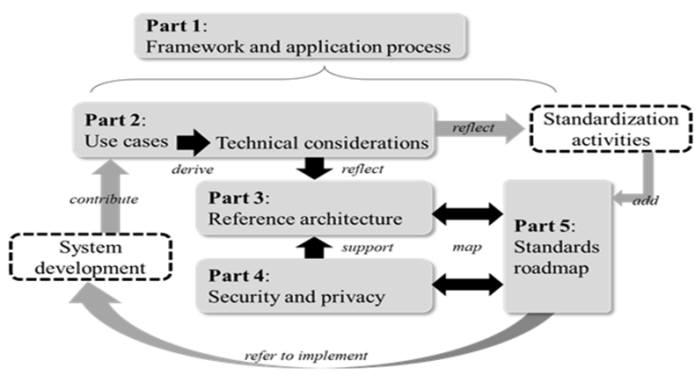 Part 1:
Framework and application process
Part 2:
Use cases
derive
Technical considerations
reflect
Standardization
activities
reflect
contribute
Part 3:
Reference architecture
add
Part 5:
Standards
roadmap
System
development
support
map
Part 4:
Security and privacy
refer to implement